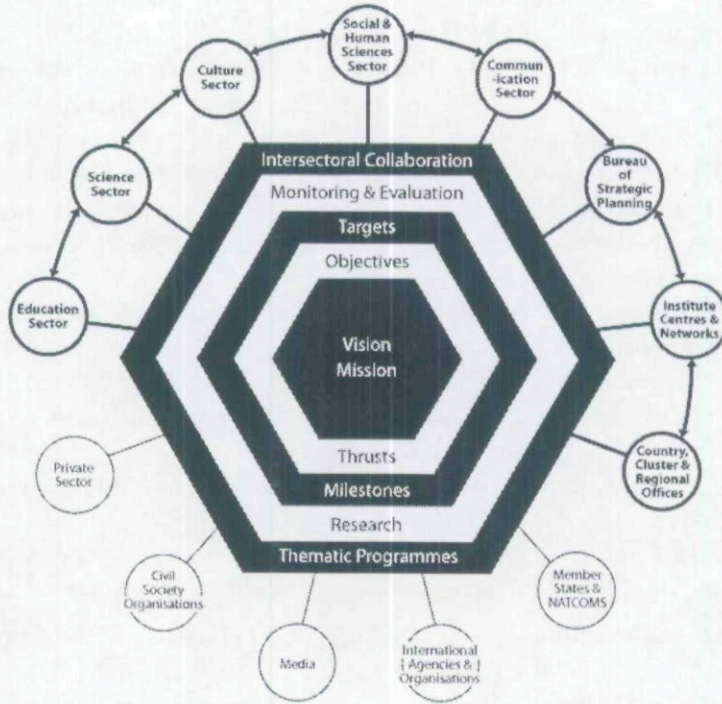 Social &
Human
Sciences
Sector
Culture
Sector
Commun
-ication
Sector
Science
Sector
Bureau
of
Strategic
Planning
Education
Sector
Institute
Centres &
Networks
Intersectoral Collaboration
Monitoring & Evaluation
Targets
Objectives
Vision
Mission
Thrusts
Milestones
Research
Thematic Programmes
Private
Sector
Country,
Cluster &
Regional
Offices
Civil
Society
Organisations
Member
States &
NATCOMS
Media
International
Agencies &
Organisations